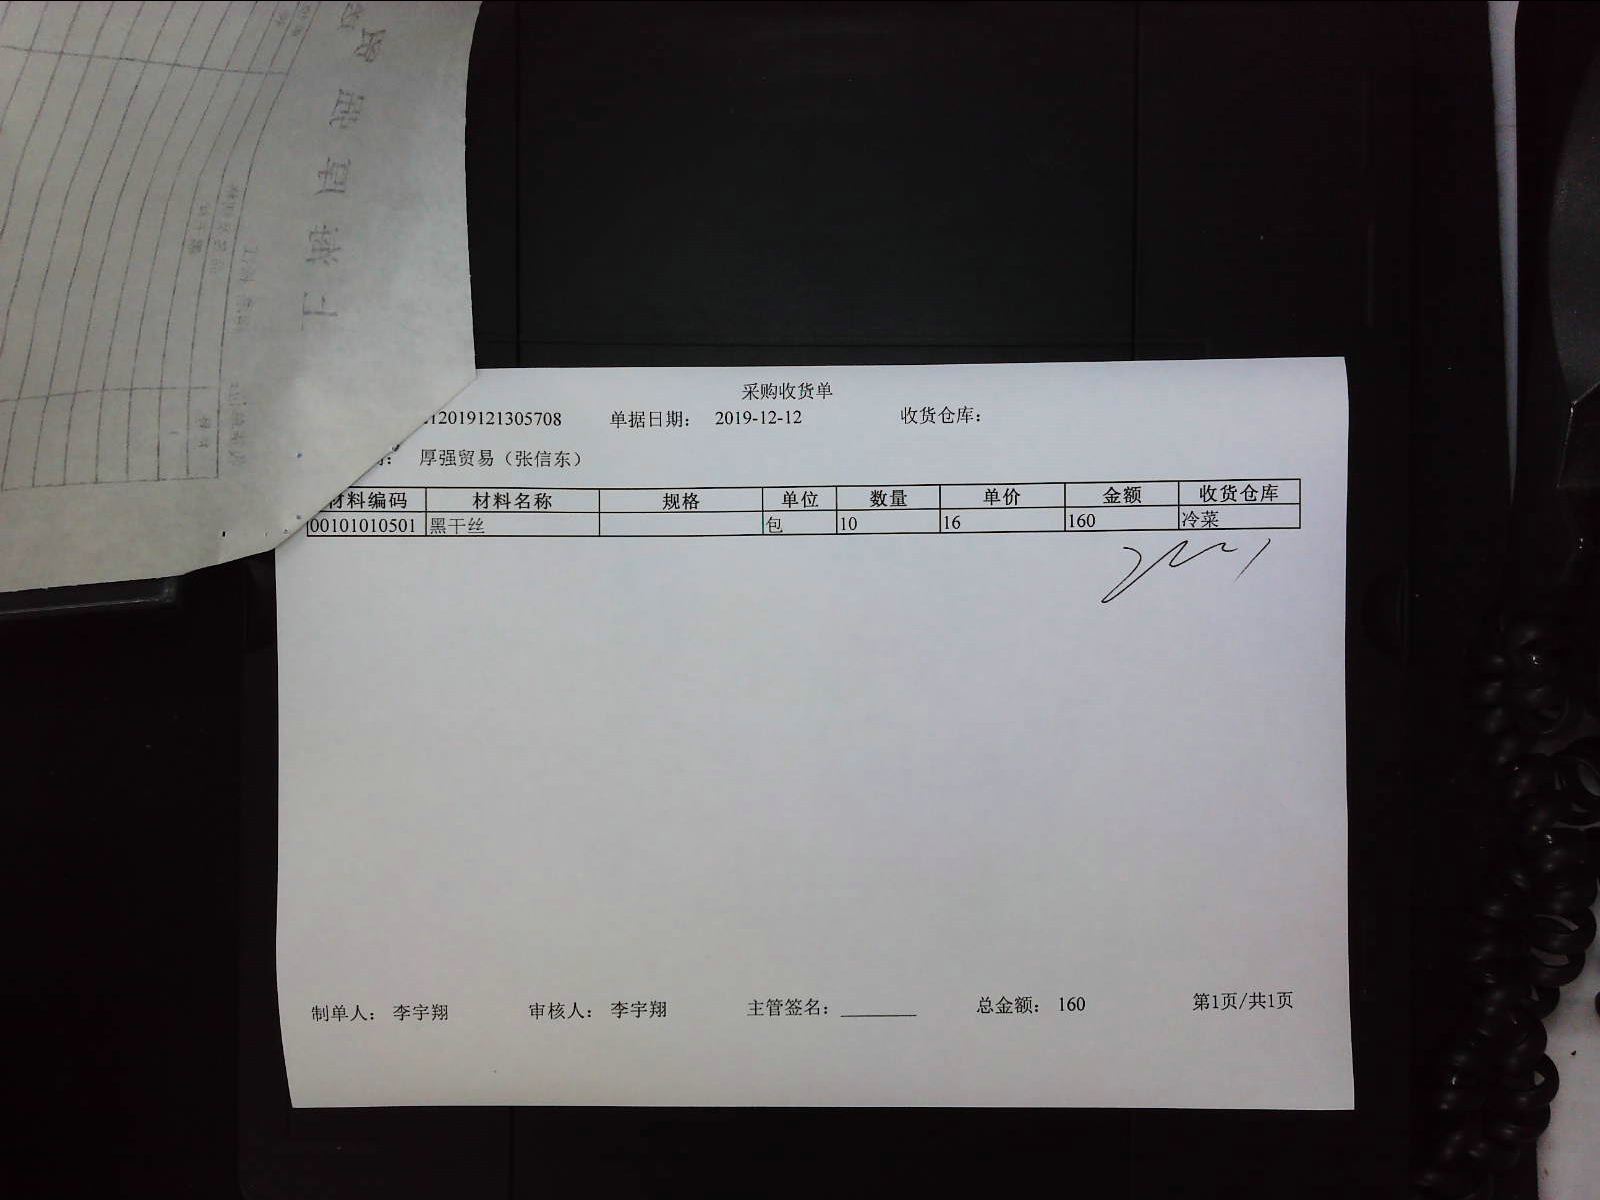 采购收货单
12019121305708 单据日期： 2019-12-12 收货仓库：
厚强贸易（张信东）
材料编码 材料名称 规格 单位 数量 单价 金额 收货仓库
00101010501 黑干丝 包 10 16 160 冷菜
制单人： 李宇翔 审核人： 李宇翔 主管签名： ________ 总金额： 160 第1页/共1页